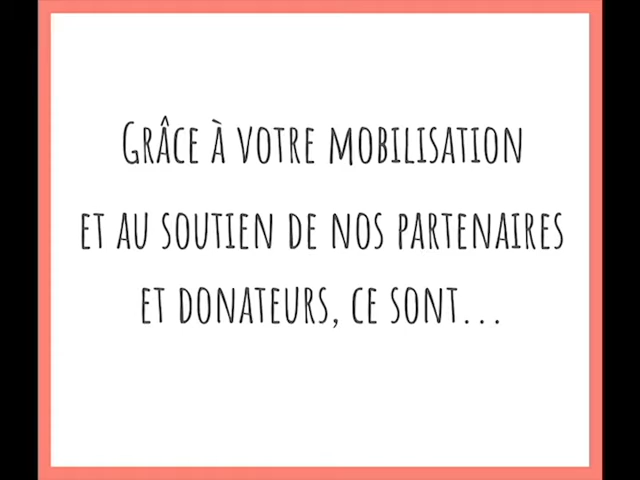 GRÂCE À VOTRE MOBILISATION
ET AU SOUTIEN DE NOS PARTENAIRES
ET DONATEURS, CE SONT...